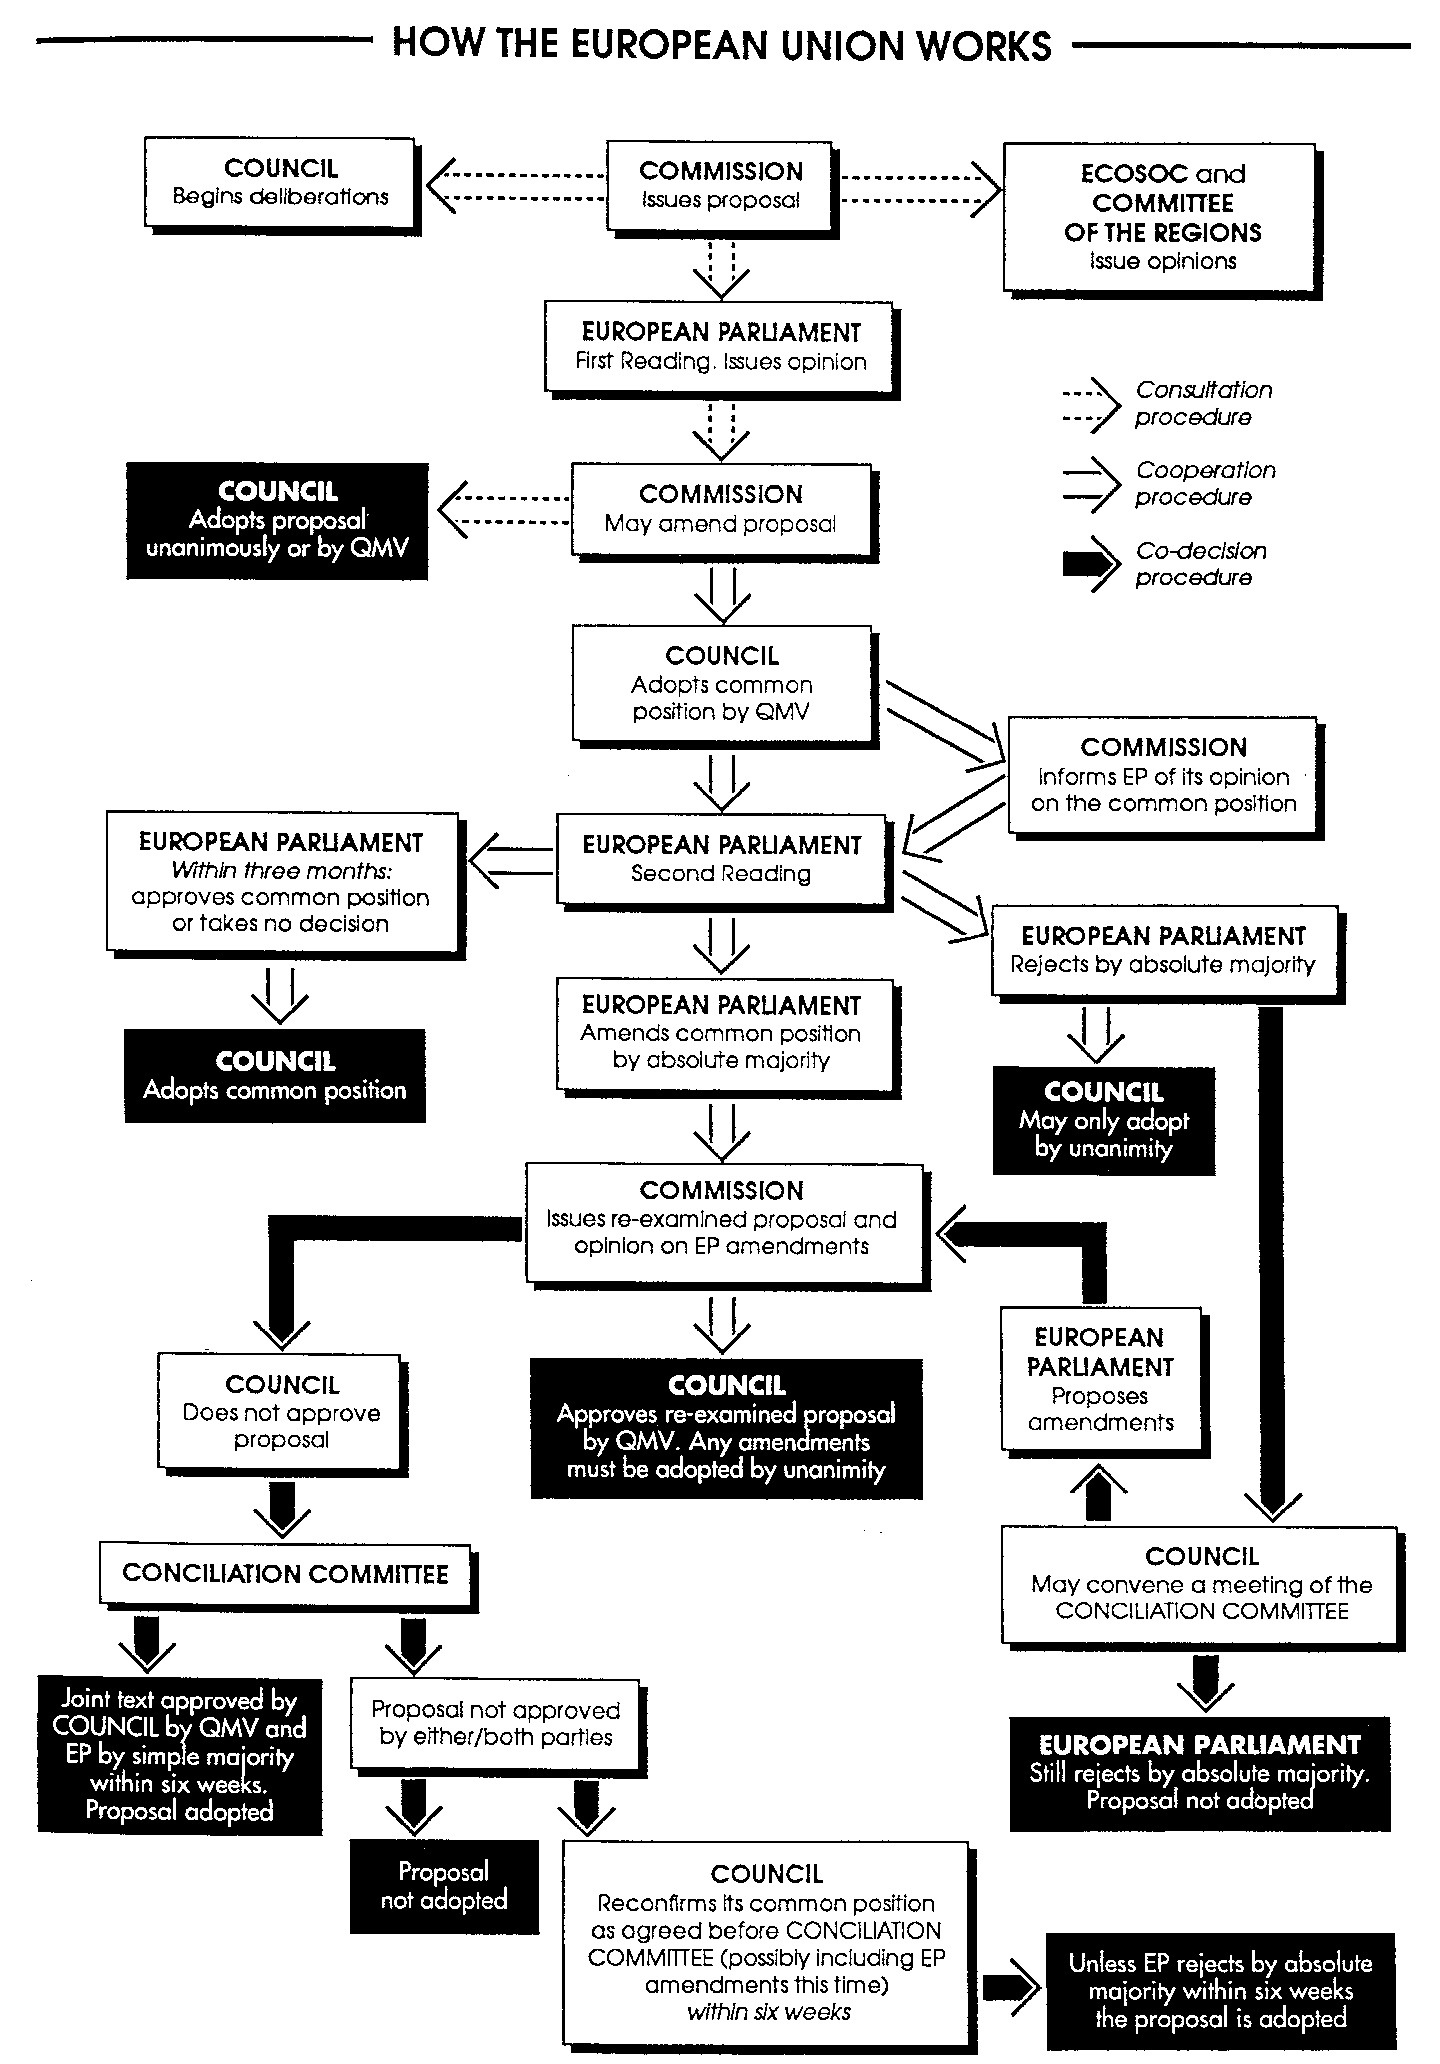 HOW THE EUROPEAN UNION WORKS
COUNCIL
Begins deliberations
COMMISSION
Issues proposal
ECOSOC and
COMMITTEE
OF THE REGIONS
Issue opinions
EUROPEAN PARLIAMENT
First Reading. Issues opinion
Consultation
procedure
Cooperation
procedure
Co-decision
procedure
COUNCIL
Adopts proposal
unanimously or by QMV
COMMISSION
May amend proposal
COUNCIL
Adopts common
position by QMV
COMMISSION
Informs EP of its opinion
on the common position
EUROPEAN PARLIAMENT
Within three months:
approves common position
or takes no decision
EUROPEAN PARLIAMENT
Second Reading
EUROPEAN PARLIAMENT
Rejects by absolute majority
COUNCIL
Adopts common position
EUROPEAN PARLIAMENT
Amends common position
by absolute majority
COUNCIL
May only adopt
by unanimity
COMMISSION
Issues re-examined proposal and
opinion on EP amendments
COUNCIL
Does not approve
proposal
COUNCIL
Approves re-examined proposal
by QMV. Any amendments
must be adopted by unanimity
EUROPEAN
PARLIAMENT
Proposes
amendments
CONCILIATION COMMITTEE
COUNCIL
May convene a meeting of the
CONCILIATION COMMITTEE
Joint text approved by
COUNCIL by QMV and
EP by simple majority
within six weeks.
Proposal adopted
Proposal not approved
by either/both parties
EUROPEAN PARLIAMENT
Still rejects by absolute majority.
Proposal not adopted
Proposal
not adopted
COUNCIL
Reconfirms its common position
as agreed before CONCILIATION
COMMITTEE (possibly including EP
amendments this time)
within six weeks
Unless EP rejects by absolute
majority within six weeks
the proposal is adopted